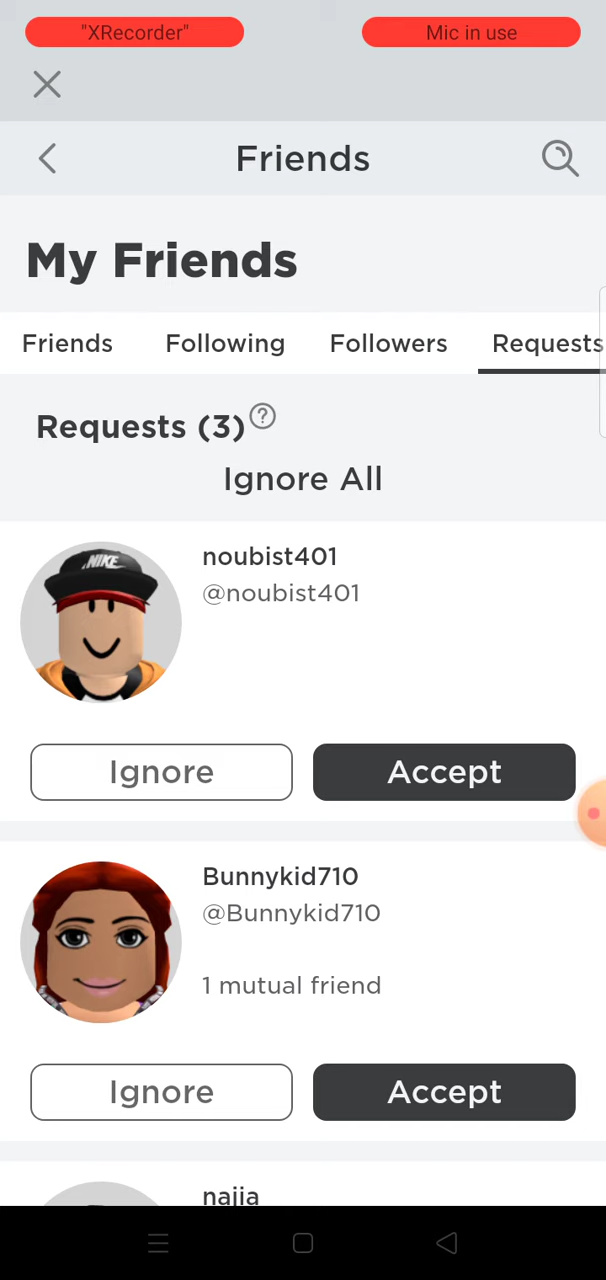 "XRecorder"
Mic in use
Friends
My Friends
Friends
Following
Followers
Requests
Requests (3)
?
Ignore All
NIKE
noubist401
@noubist401
Ignore
Accept
Bunnykid710
@Bunnykid710
1 mutual friend
Ignore
Accept
najia